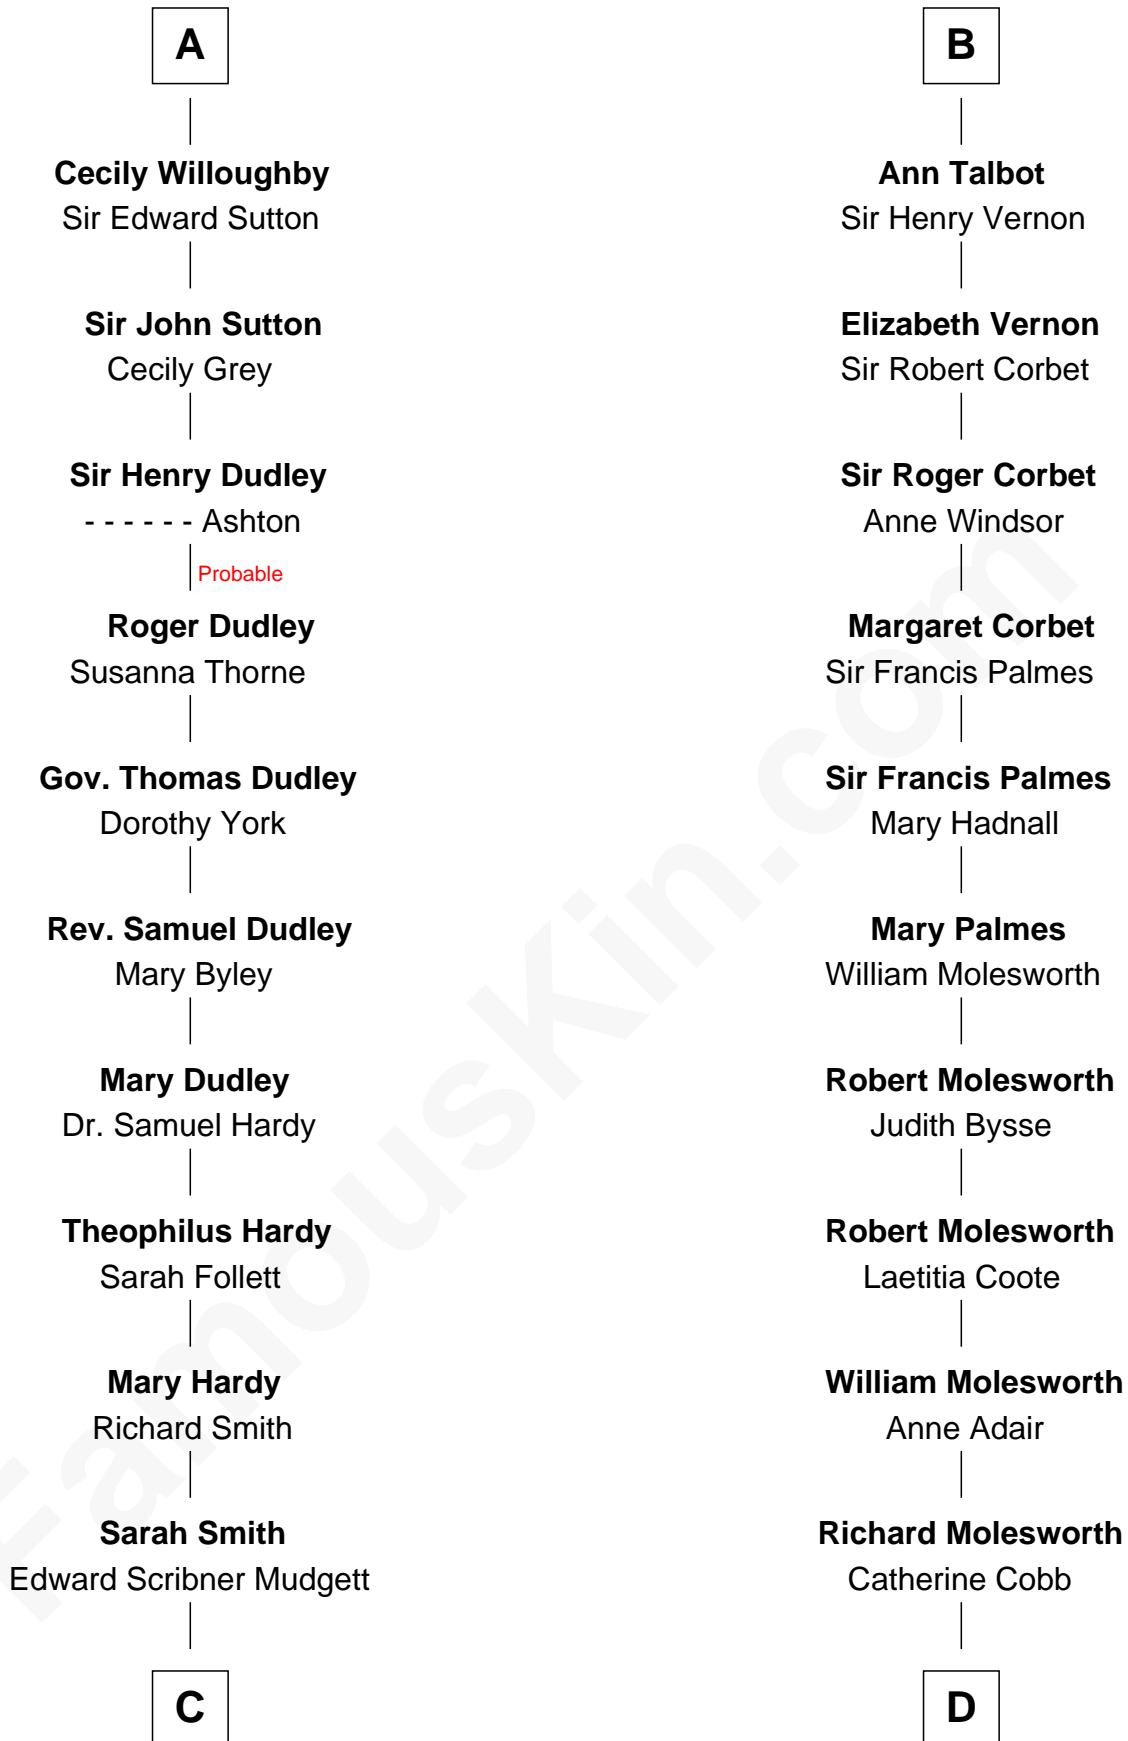 A
Cecily Willoughby
Sir Edward Sutton
Sir John Sutton
Cecily Grey
Sir Henry Dudley
- - - - - - Ashton
Probable
Roger Dudley
Susanna Thorne
Gov. Thomas Dudley
Dorothy York
Rev. Samuel Dudley
Mary Byley
Mary Dudley
Dr. Samuel Hardy
Theophilus Hardy
Sarah Follett
Mary Hardy
Richard Smith
Sarah Smith
Edward Scribner Mudgett
C
B
Ann Talbot
Sir Henry Vernon
Elizabeth Vernon
Sir Robert Corbet
Sir Roger Corbet
Anne Windsor
Margaret Corbet
Sir Francis Palmes
Sir Francis Palmes
Mary Hadnall
Mary Palmes
William Molesworth
Robert Molesworth
Judith Bysse
Robert Molesworth
Laetitia Coote
William Molesworth
Anne Adair
Richard Molesworth
Catherine Cobb
D
FamousKin.com